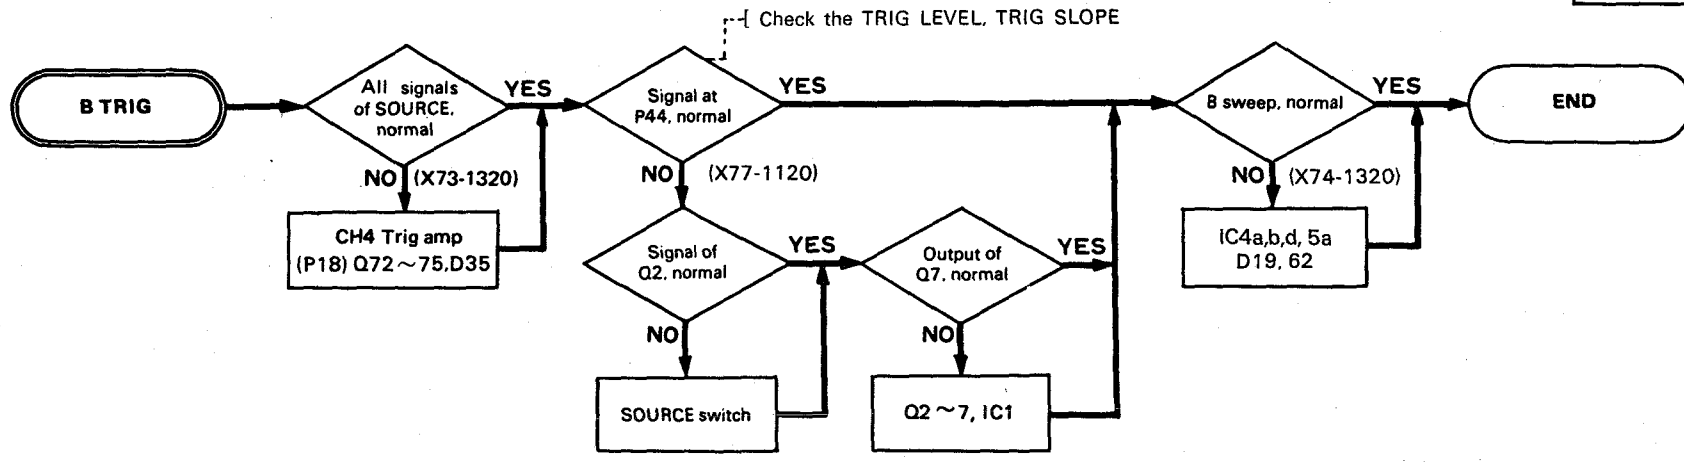 Check the TRIG LEVEL, TRIG SLOPE
B TRIG
All signals
of SOURCE,
normal
YES
NO
(X73-1320)
CH4 Trig amp
(P18) Q72~75,D35
Signal at
P44, normal
YES
NO
(X77-1120)
Signal of
Q2, normal
YES
NO
SOURCE switch
Output of
Q7, normal
YES
NO
Q2~7, IC1
B sweep, normal
YES
NO
(X74-1320)
IC4a,b,d, 5a
D19, 62
END